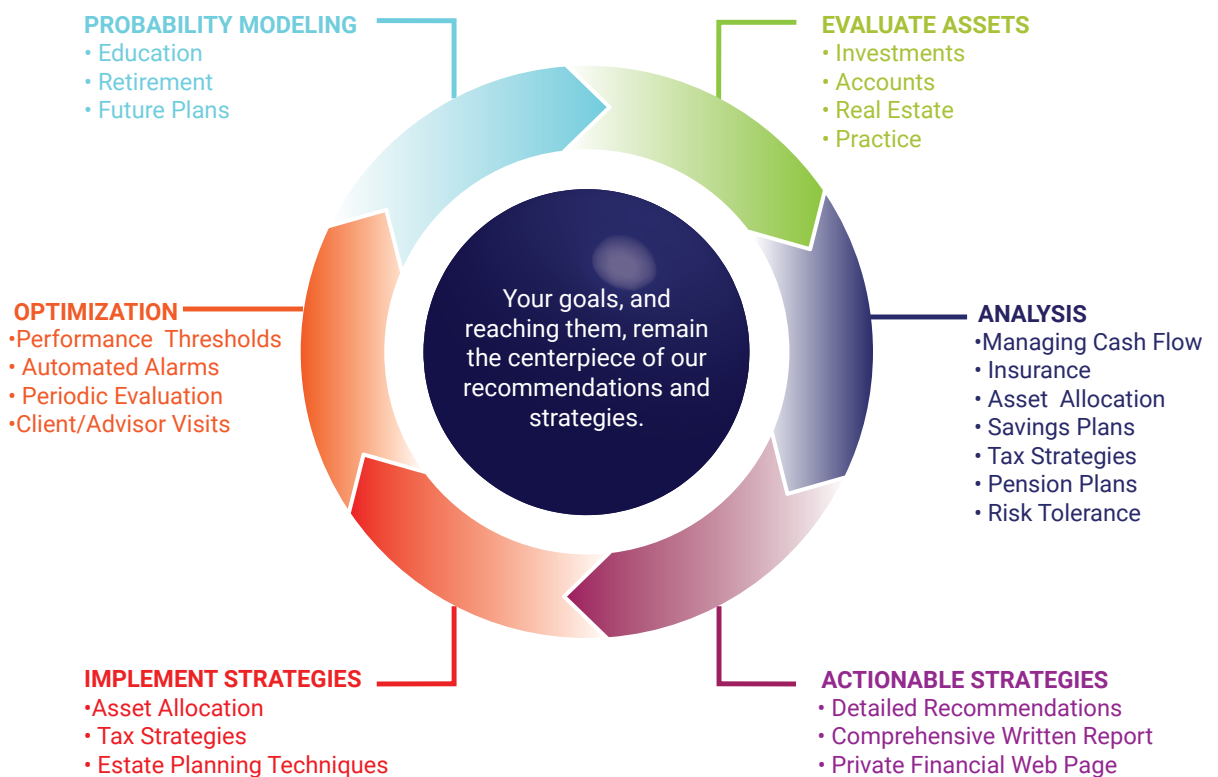 PROBABILITY MODELING
• Education
• Retirement
• Future Plans
EVALUATE ASSETS
• Investments
• Accounts
• Real Estate
• Practice
OPTIMIZATION
•Performance Thresholds
• Automated Alarms
• Periodic Evaluation
•Client/Advisor Visits
Your goals, and
reaching them, remain
the centerpiece of our
recommendations and
strategies.
ANALYSIS
•Managing Cash Flow
• Insurance
• Asset Allocation
• Savings Plans
• Tax Strategies
• Pension Plans
• Risk Tolerance
IMPLEMENT STRATEGIES
•Asset Allocation
• Tax Strategies
• Estate Planning Techniques
ACTIONABLE STRATEGIES
• Detailed Recommendations
• Comprehensive Written Report
• Private Financial Web Page